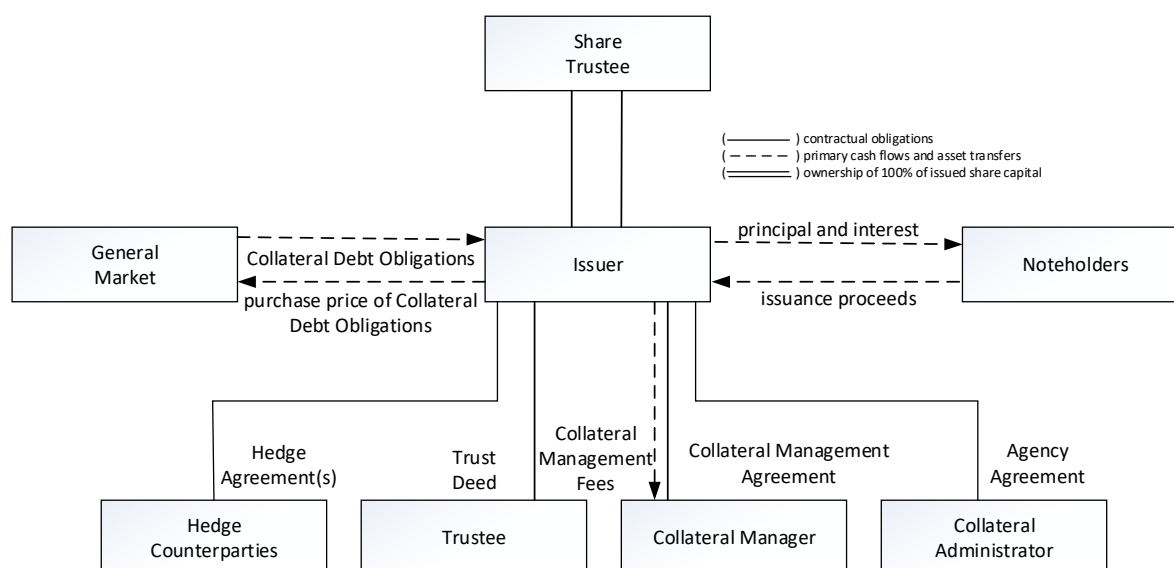 Share
Trustee
( ) contractual obligations
( ) primary cash flows and asset transfers
( ) ownership of 100% of issued share capital
General
Market
Collateral Debt Obligations
purchase price of Collateral
Debt Obligations
Issuer
principal and interest
issuance proceeds
Noteholders
Hedge
Agreement(s)
Trust
Deed
Collateral
Management
Fees
Collateral Management
Agreement
Agency
Agreement
Hedge
Counterparties
Trustee
Collateral Manager
Collateral
Administrator